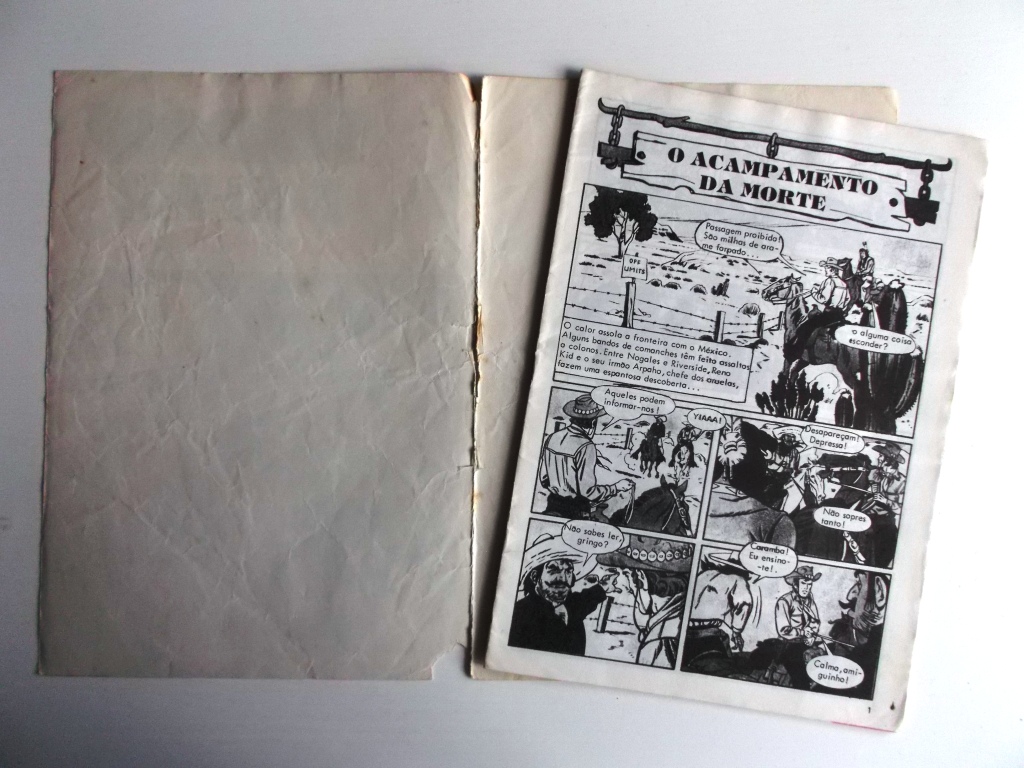 O ACAMPAMENTO
DA MORTE
Passagem proibida!
São milhas de ara-
me farpado...
OFF
LIMITS
o alguma coisa
esconder?
O calor assola a fronteira com o México.
Alguns bandos de comanches têm feito assaltos
a colonos. Entre Nogales e Riverside, Reno
Kid e o seu irmão Arpaho, chefe dos
fazem uma espantosa descoberta...
Aqueles podem
informar-nos!
YIAAA!
Desapareçam!
Depressa!
Não sopres
tanto!
Não sabes ler,
gringo?
Caramba!
Eu ensino-
-te!.
Calma, ami-
guinho!
1